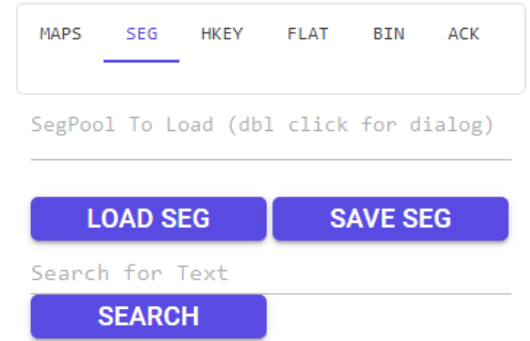 MAPS SEG HKEY FLAT BIN ACK
SegPool To Load (dbl click for dialog)
LOAD SEG SAVE SEG
Search for Text
SEARCH